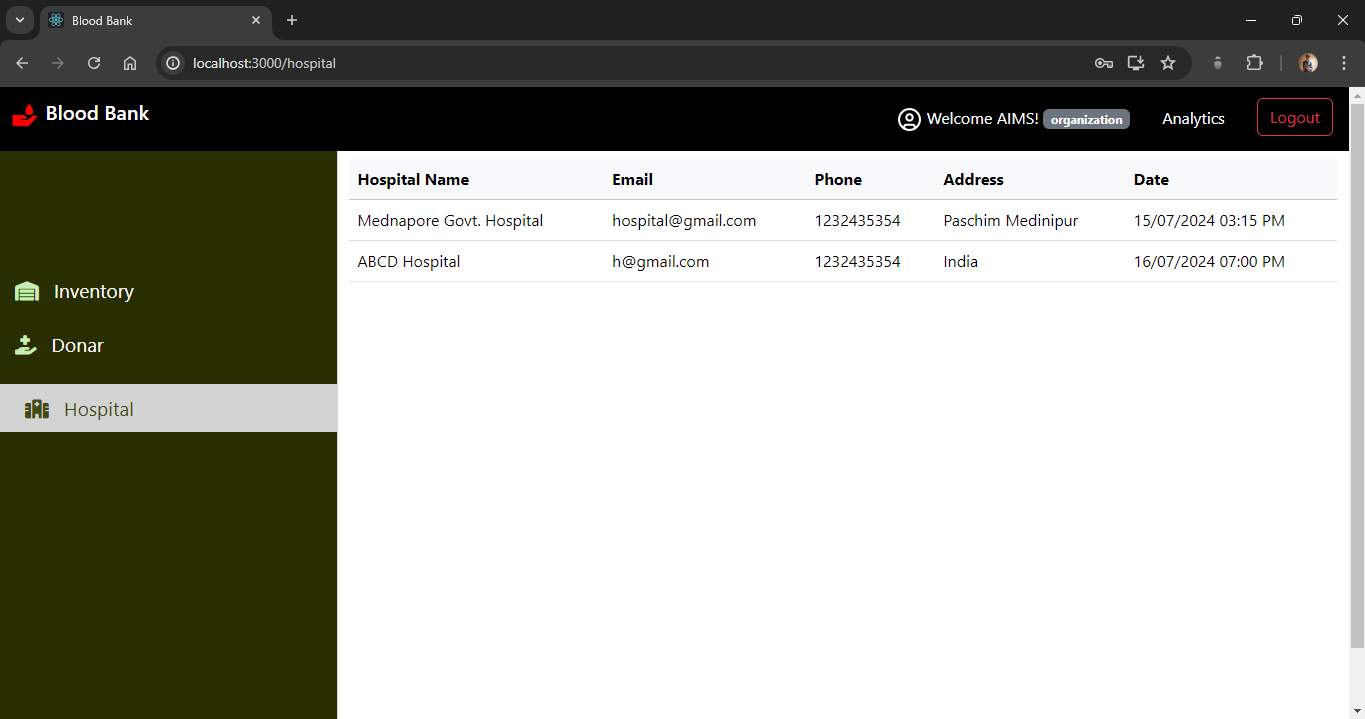 Blood Bank
localhost:3000/hospital
Blood Bank
Welcome AIMS! organization Analytics Logout
Inventory
Donar
Hospital
Hospital Name Email Phone Address Date
Mednapore Govt. Hospital hospital@gmail.com 1232435354 Paschim Medinipur 15/07/2024 03:15 PM
ABCD Hospital h@gmail.com 1232435354 India 16/07/2024 07:00 PM